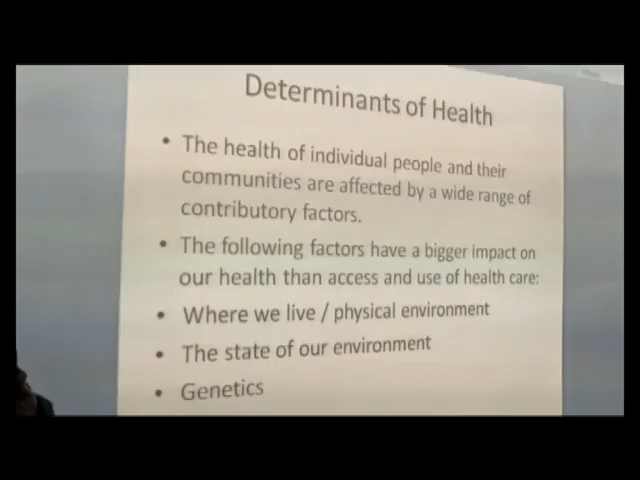 Determinants of Health
• The health of individual people and their
communities are affected by a wide range of
contributory factors.
• The following factors have a bigger impact on
our health than access and use of health care:
• Where we live / physical environment
• The state of our environment
• Genetics